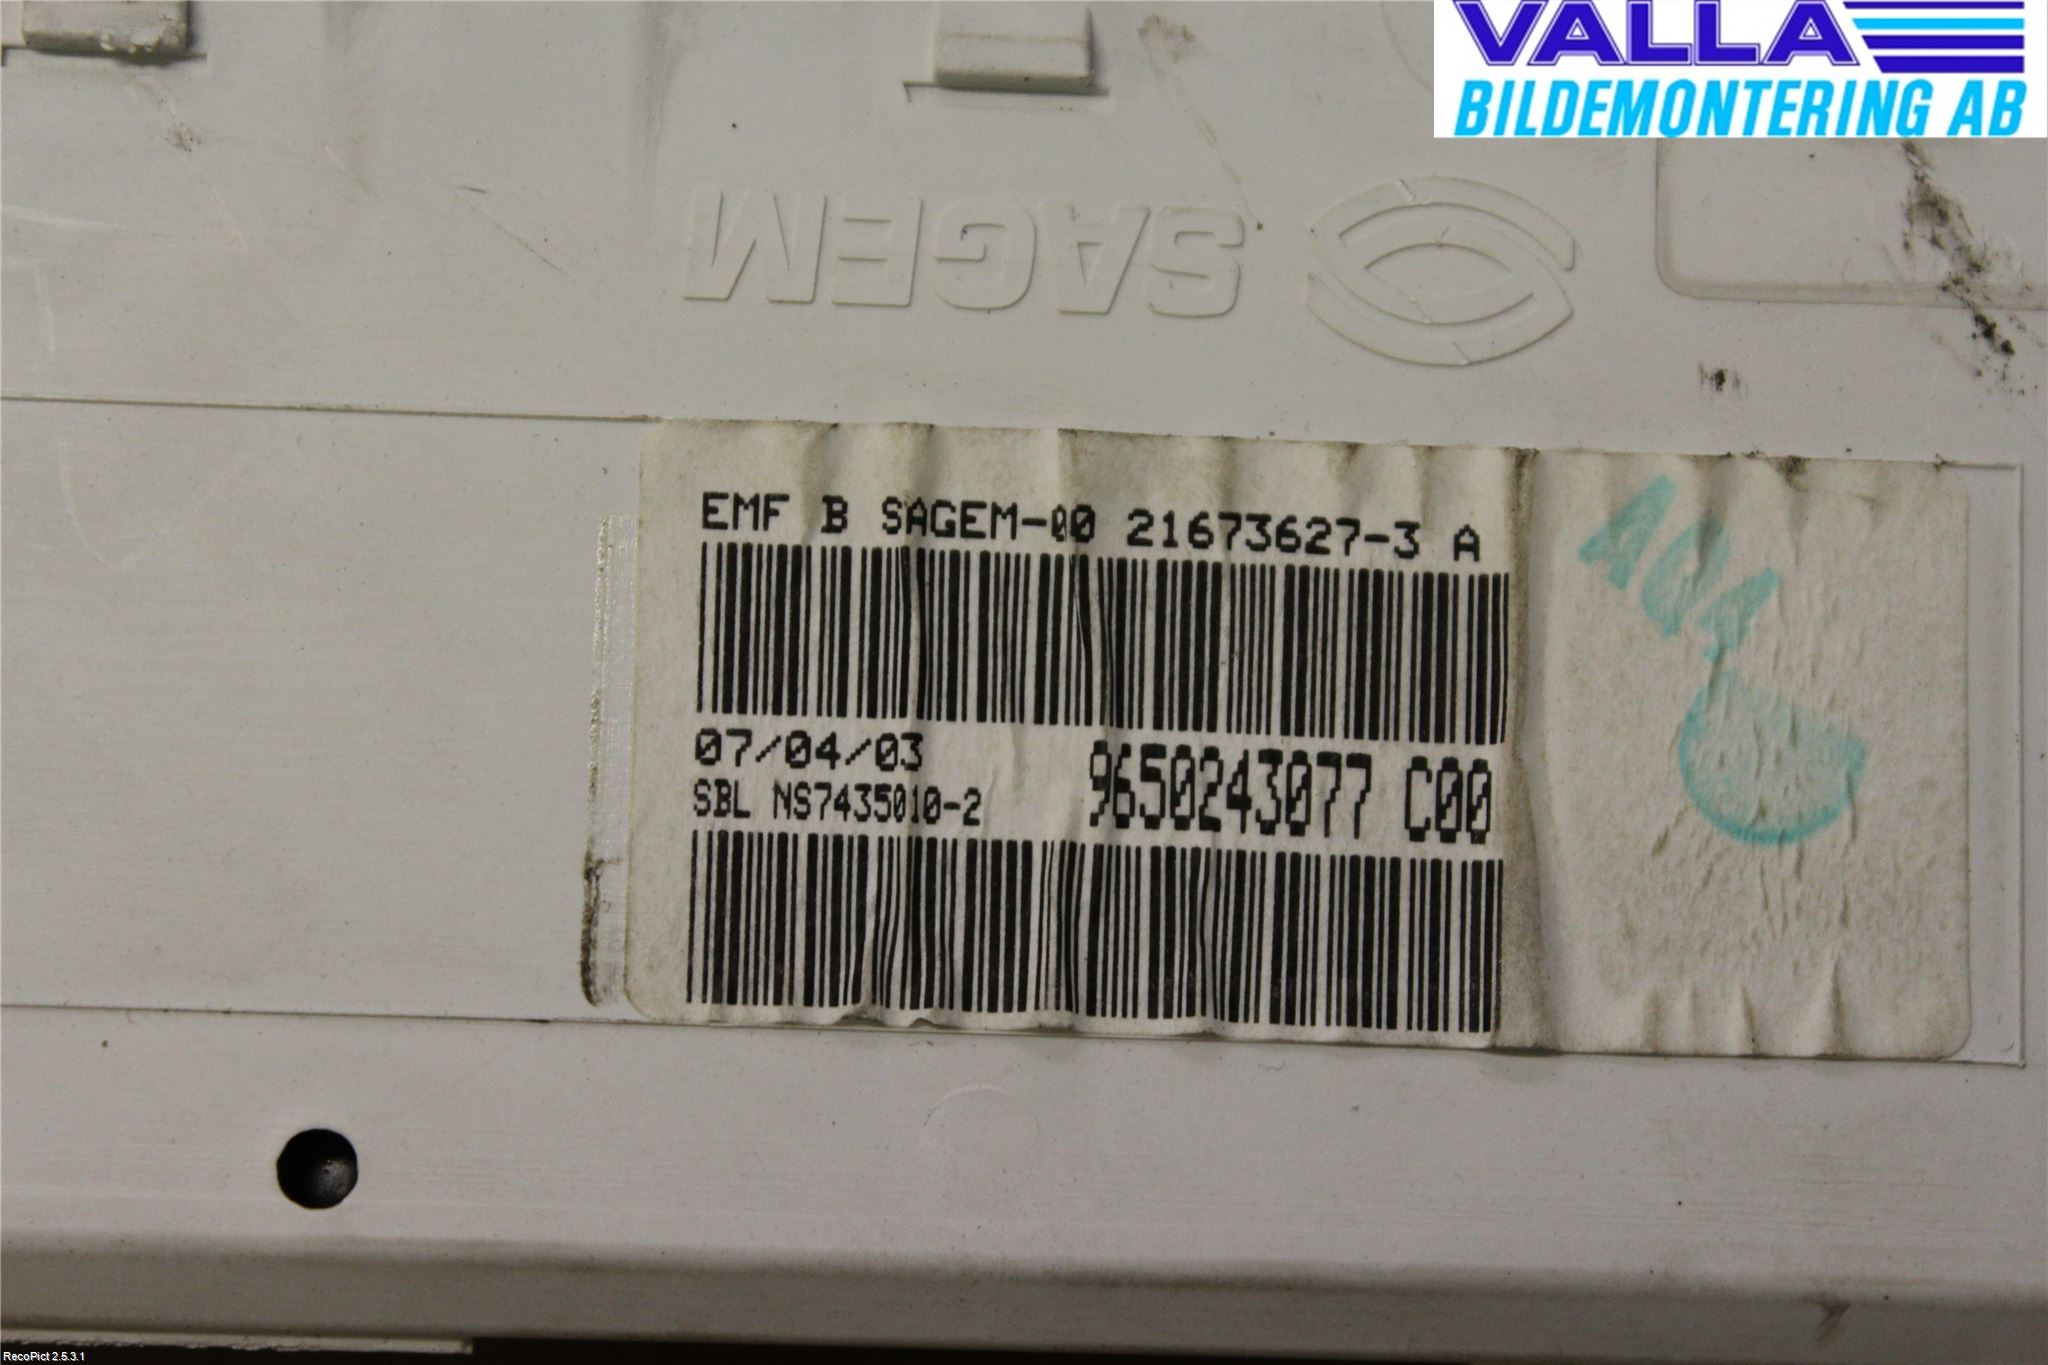 VALLA
BILDEMONTERING AB
SAGEM
EMF B SAGEM-00 21673627-3 A
07/04/03
9650243077 C00
SBL NS7435010-2
RecoPict 2.5.3.1